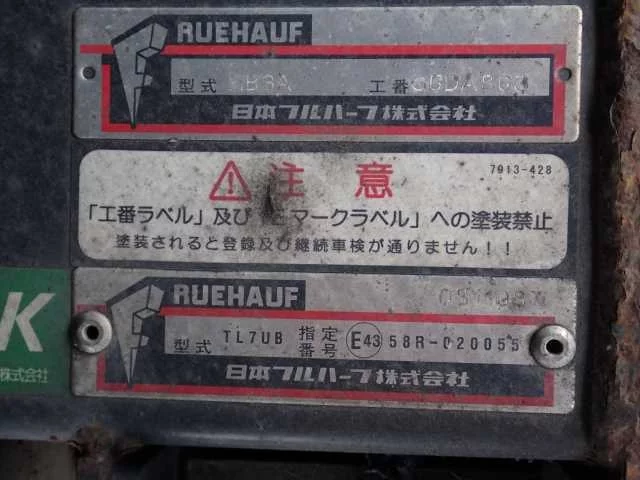 FRUEHAUF
型式
工番
日本フルハーフ株式会社
7913-428
注意
「工番ラベル」及び マークラベル」への塗装禁止
塗装されると登録及び継続車検が通りません!!
FRUEHAUF
型式 TL7UB 指定番号 E43 58R-020055
日本フルハーフ株式会社
K
株式会社